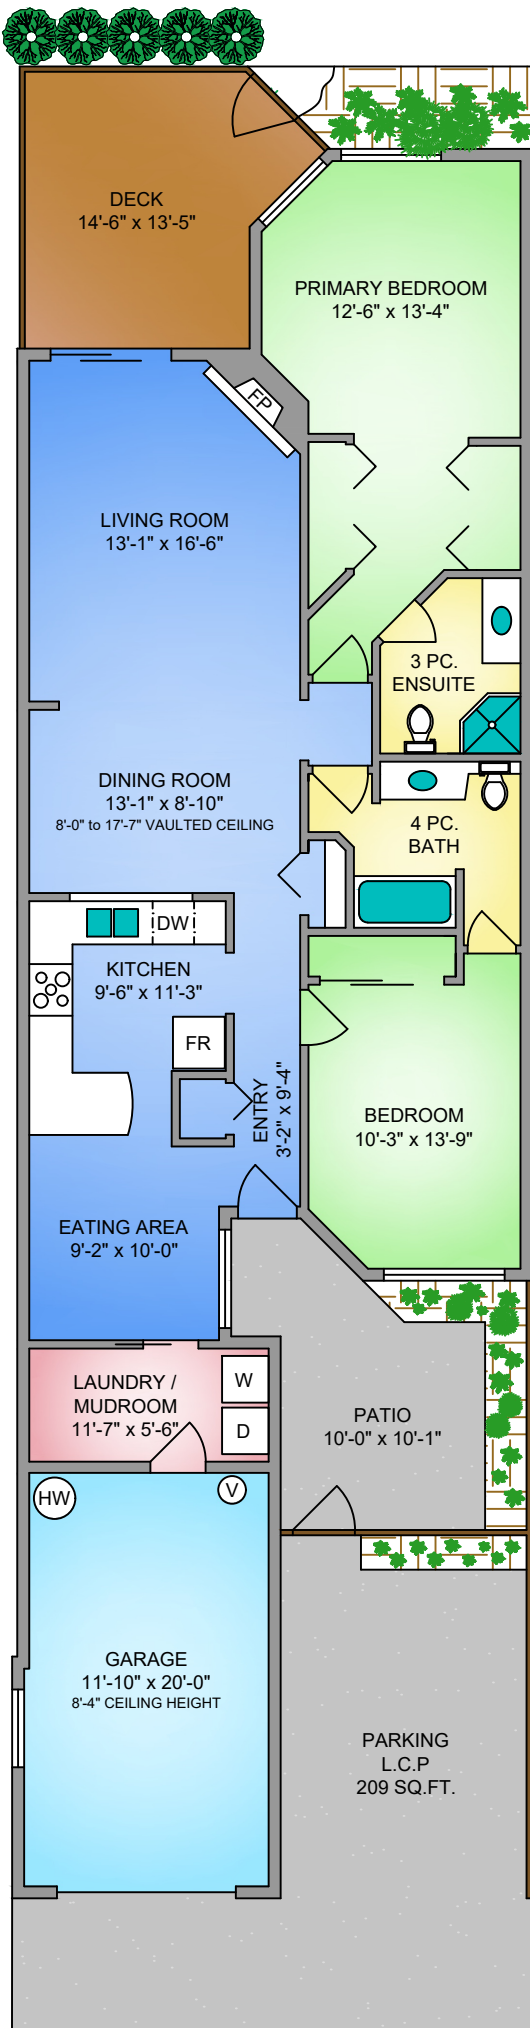 DECK
14'-6" x 13'-5"
PRIMARY BEDROOM
12'-6" x 13'-4"
FP
LIVING ROOM
13'-1" x 16'-6"
3 PC.
ENSUITE
DINING ROOM
13'-1" x 8'-10"
8'-0" to 17'-7" VAULTED CEILING
4 PC.
BATH
DW
KITCHEN
9'-6" x 11'-3"
FR
ENTRY
3'-2" x 9'-4"
BEDROOM
10'-3" x 13'-9"
EATING AREA
9'-2" x 10'-0"
LAUNDRY /
MUDROOM
11'-7" x 5'-6"
W
D
PATIO
10'-0" x 10'-1"
HW
V
GARAGE
11'-10" x 20'-0"
8'-4" CEILING HEIGHT
PARKING
L.C.P
209 SQ.FT.